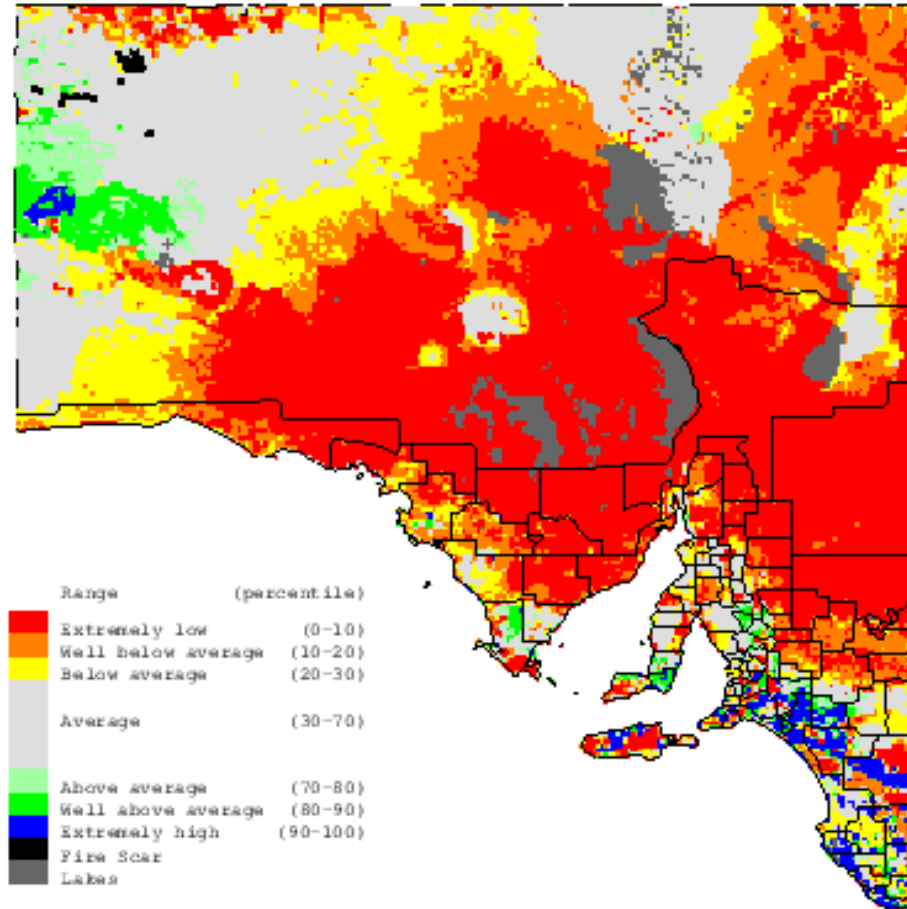 Range (percentile)
Extremely low (0-10)
Well below average (10-20)
Below average (20-30)
Average (30-70)
Above average (70-80)
Well above average (80-90)
Extremely high (90-100)
Fire Scar
Lakes